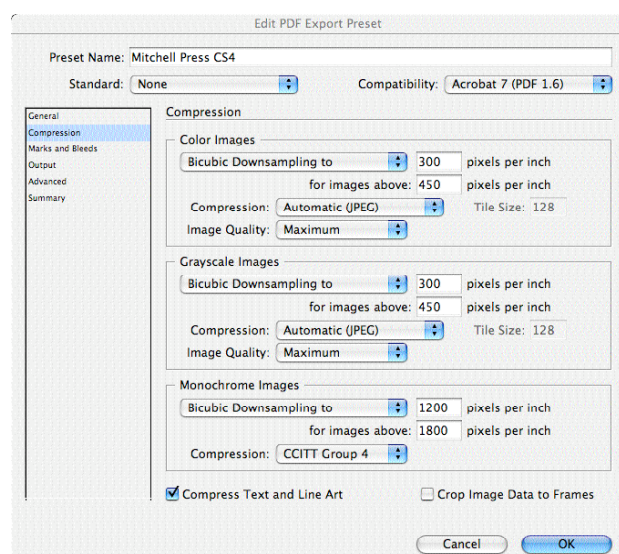 Edit PDF Export Preset
Preset Name: Mitchell Press CS4
Standard: None Compatibility: Acrobat 7 (PDF 1.6)
General
Compression
Marks and Bleeds
Output
Advanced
Summary
Compression
Color Images
Bicubic Downsampling to 300 pixels per inch
for images above: 450 pixels per inch
Compression: Automatic (JPEG) Tile Size: 128
Image Quality: Maximum
Grayscale Images
Bicubic Downsampling to 300 pixels per inch
for images above: 450 pixels per inch
Compression: Automatic (JPEG) Tile Size: 128
Image Quality: Maximum
Monochrome Images
Bicubic Downsampling to 1200 pixels per inch
for images above: 1800 pixels per inch
Compression: CCITT Group 4
Compress Text and Line Art Crop Image Data to Frames
Cancel OK